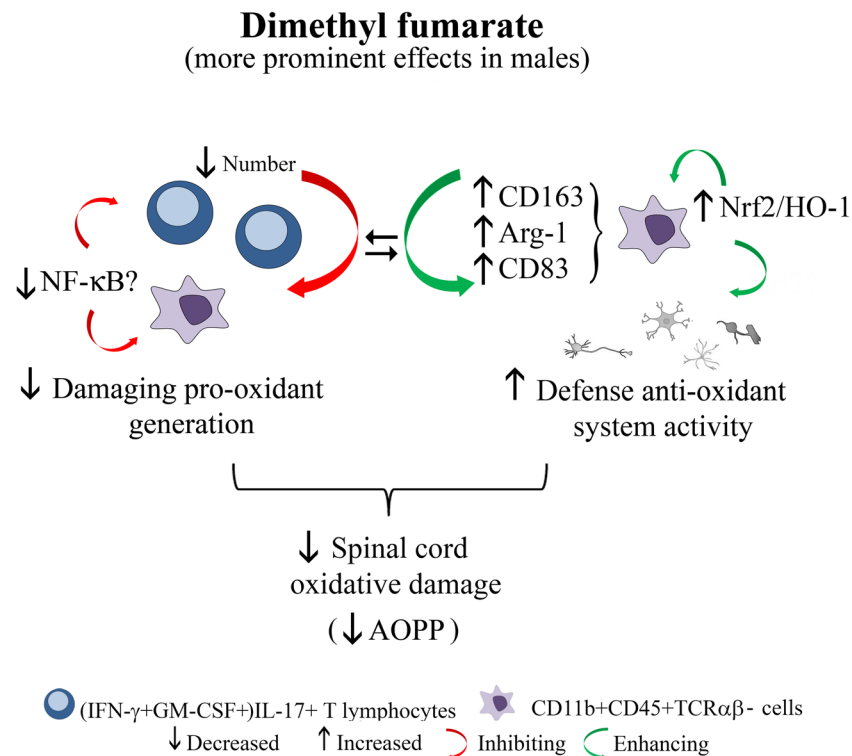 Dimethyl fumarate
(more prominent effects in males)
↓ Number
↑ CD163
↑ Arg-1
↑ CD83
↑ Nrf2/HO-1
↓ NF-κB?
↓ Damaging pro-oxidant
generation
↑ Defense anti-oxidant
system activity
↓ Spinal cord
oxidative damage
(↓ AOPP)
(IFN-γ+GM-CSF+)IL-17+ T lymphocytes
CD11b+CD45+TCRαβ- cells
↓ Decreased ↑ Increased Inhibiting Enhancing